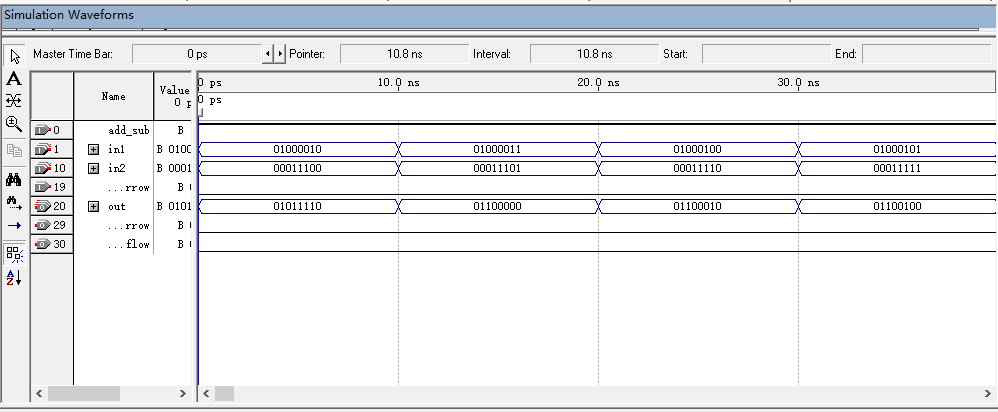 Simulation Waveforms
Master Time Bar: 0 ps Pointer: 10.8 ns Interval: 10.8 ns Start: End:
Name Value 0 ps 10.0 ns 20.0 ns 30.0 ns
0 p 0 ps
0 add_sub B
1 in1 B 0100 01000010 01000011 01000100 01000101
10 in2 B 0001 00011100 00011101 00011110 00011111
19 ...rrow B
20 out B 0101 01011110 01100000 01100010 01100100
29 ...rrow B
30 ...flow B